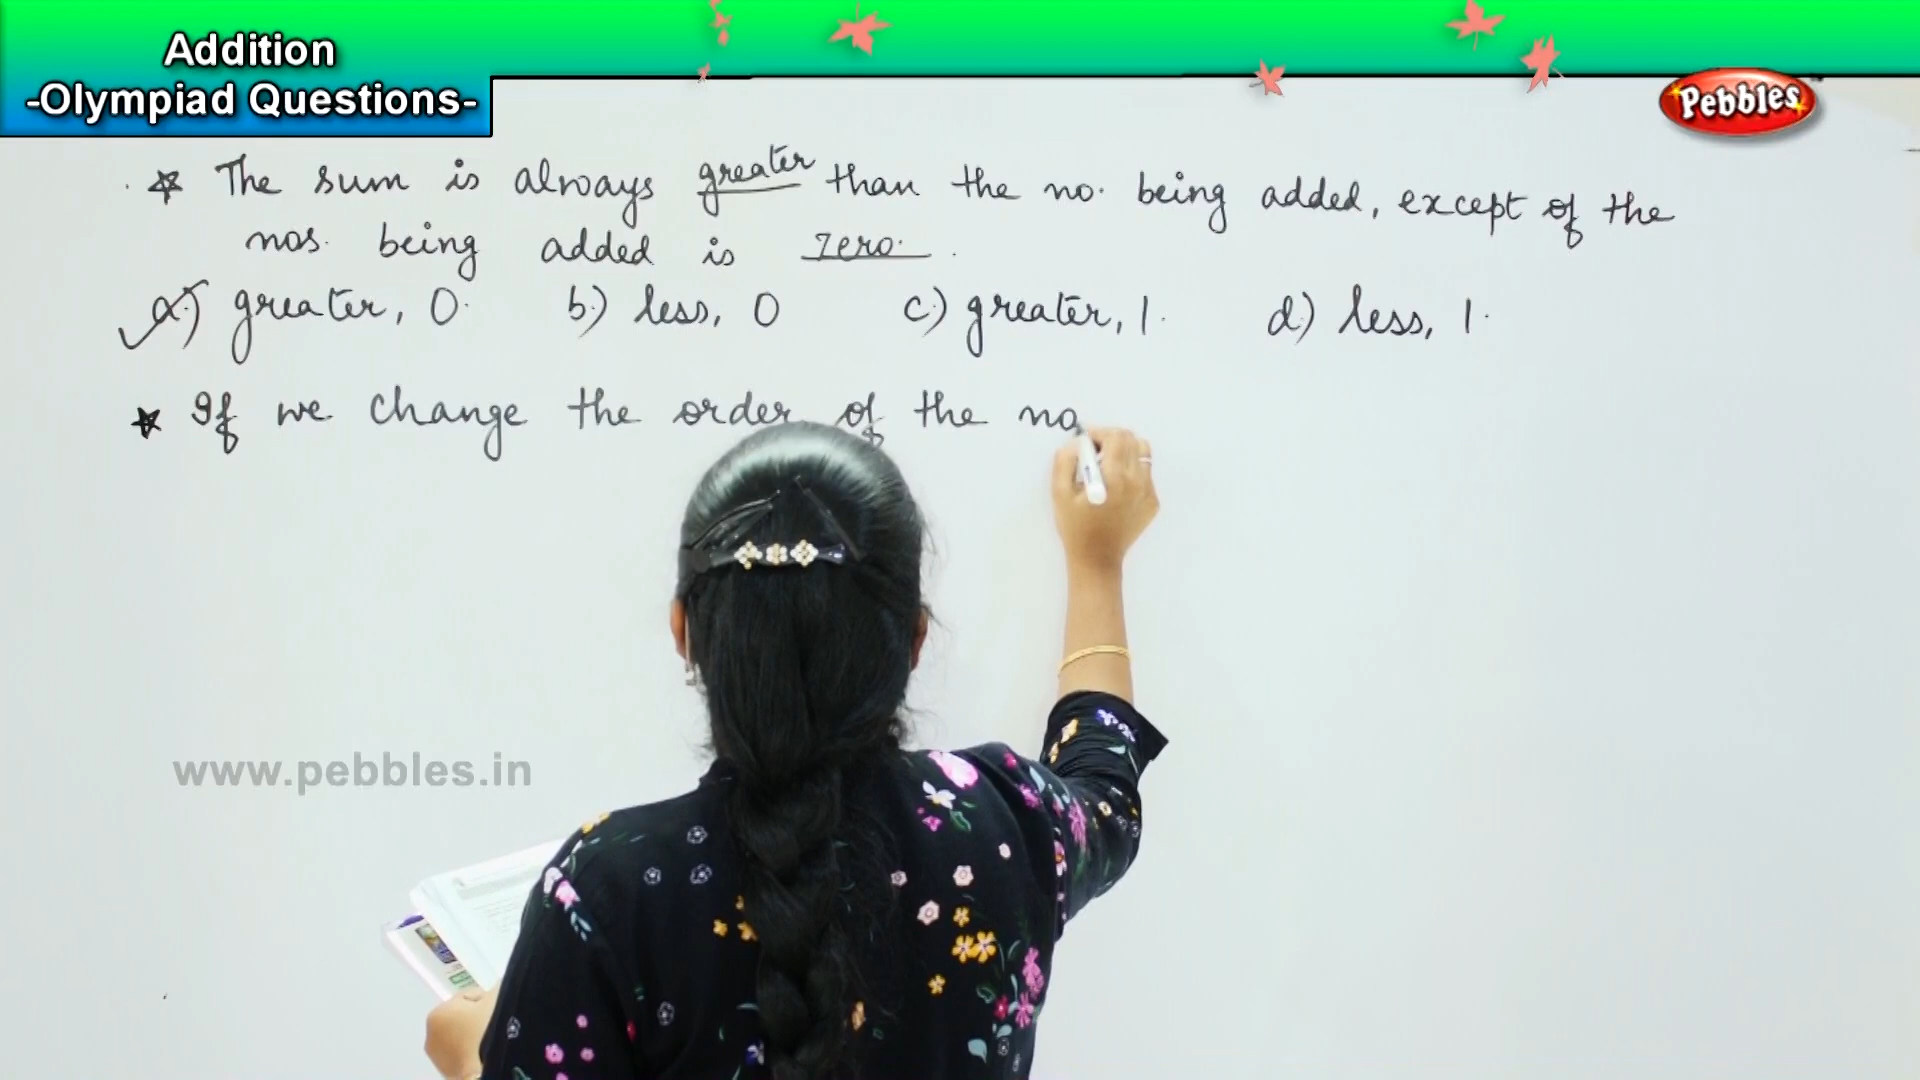 Addition
-Olympiad Questions-
Pebbles
☆ The sum is always greater than the no. being added, except of the
nos. being added is zero.
a.) greater, 0. b.) less, 0 c.) greater, 1. d.) less, 1.
★ If we change the order of the no
www.pebbles.in